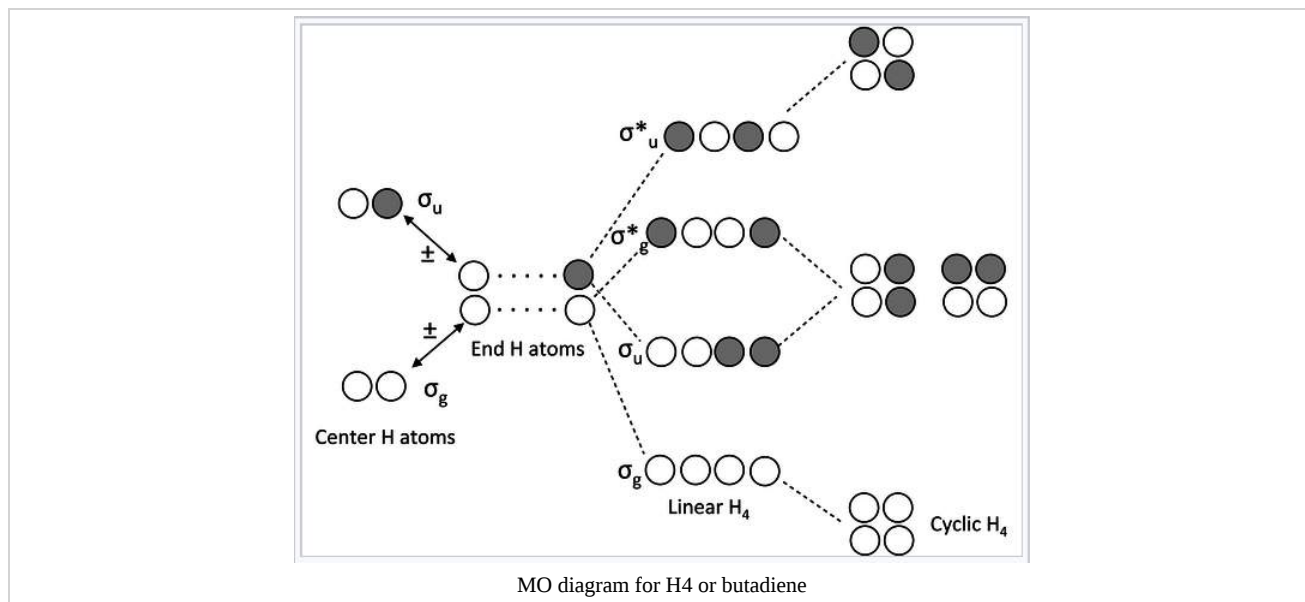 σ*u
σu
σ*g
±
±
End H atoms
σu
σg
Center H atoms
σg
Linear H4
Cyclic H4
MO diagram for H4 or butadiene